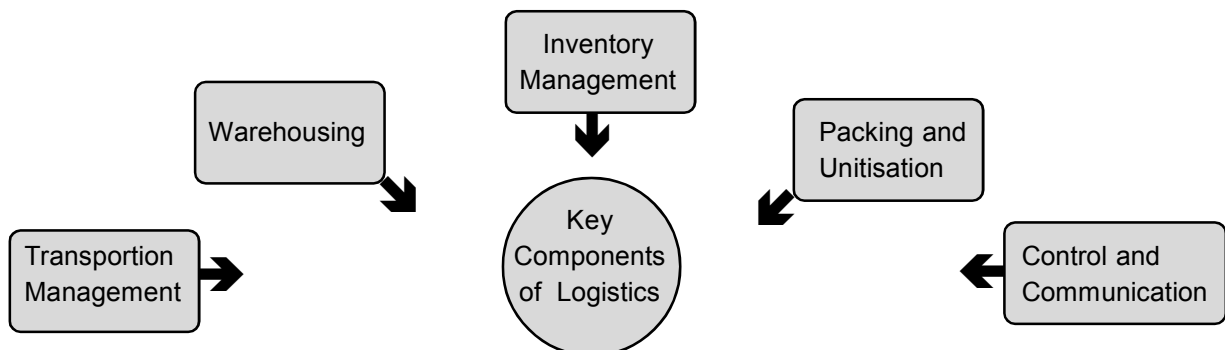 Inventory
Management
Warehousing
Packing and
Unitisation
Key
Components
of Logistics
Transportion
Management
Control and
Communication